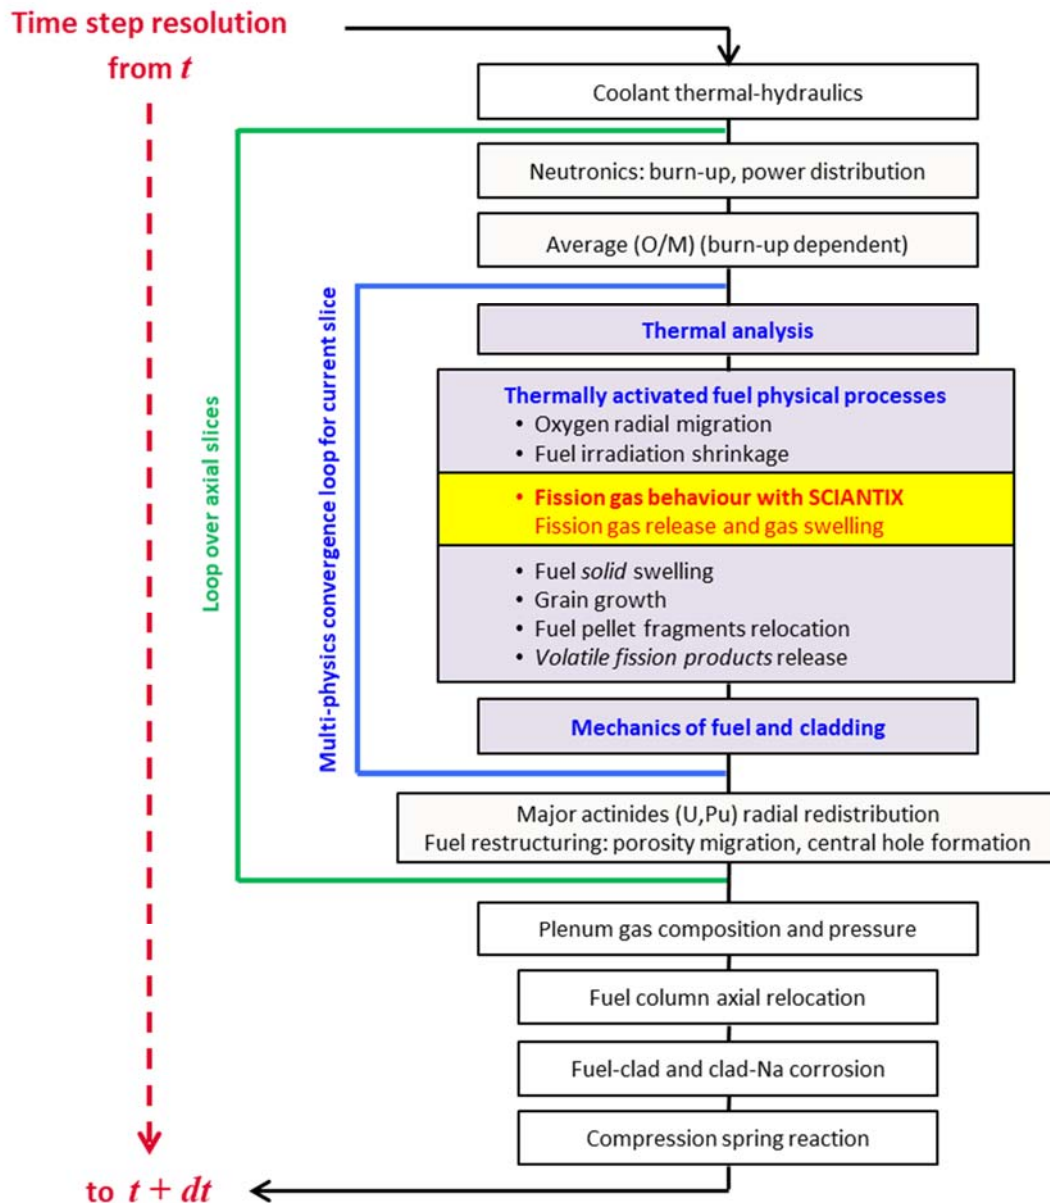 Time step resolution
from t
Coolant thermal-hydraulics
Neutronics: burn-up, power distribution
Average (O/M) (burn-up dependent)
Loop over axial slices
Multi-physics convergence loop for current slice
Thermal analysis
Thermally activated fuel physical processes
• Oxygen radial migration
• Fuel irradiation shrinkage
• Fission gas behaviour with SCIANTIX
Fission gas release and gas swelling
• Fuel solid swelling
• Grain growth
• Fuel pellet fragments relocation
• Volatile fission products release
Mechanics of fuel and cladding
Major actinides (U,Pu) radial redistribution
Fuel restructuring: porosity migration, central hole formation
Plenum gas composition and pressure
Fuel column axial relocation
Fuel-clad and clad-Na corrosion
Compression spring reaction
to t + dt